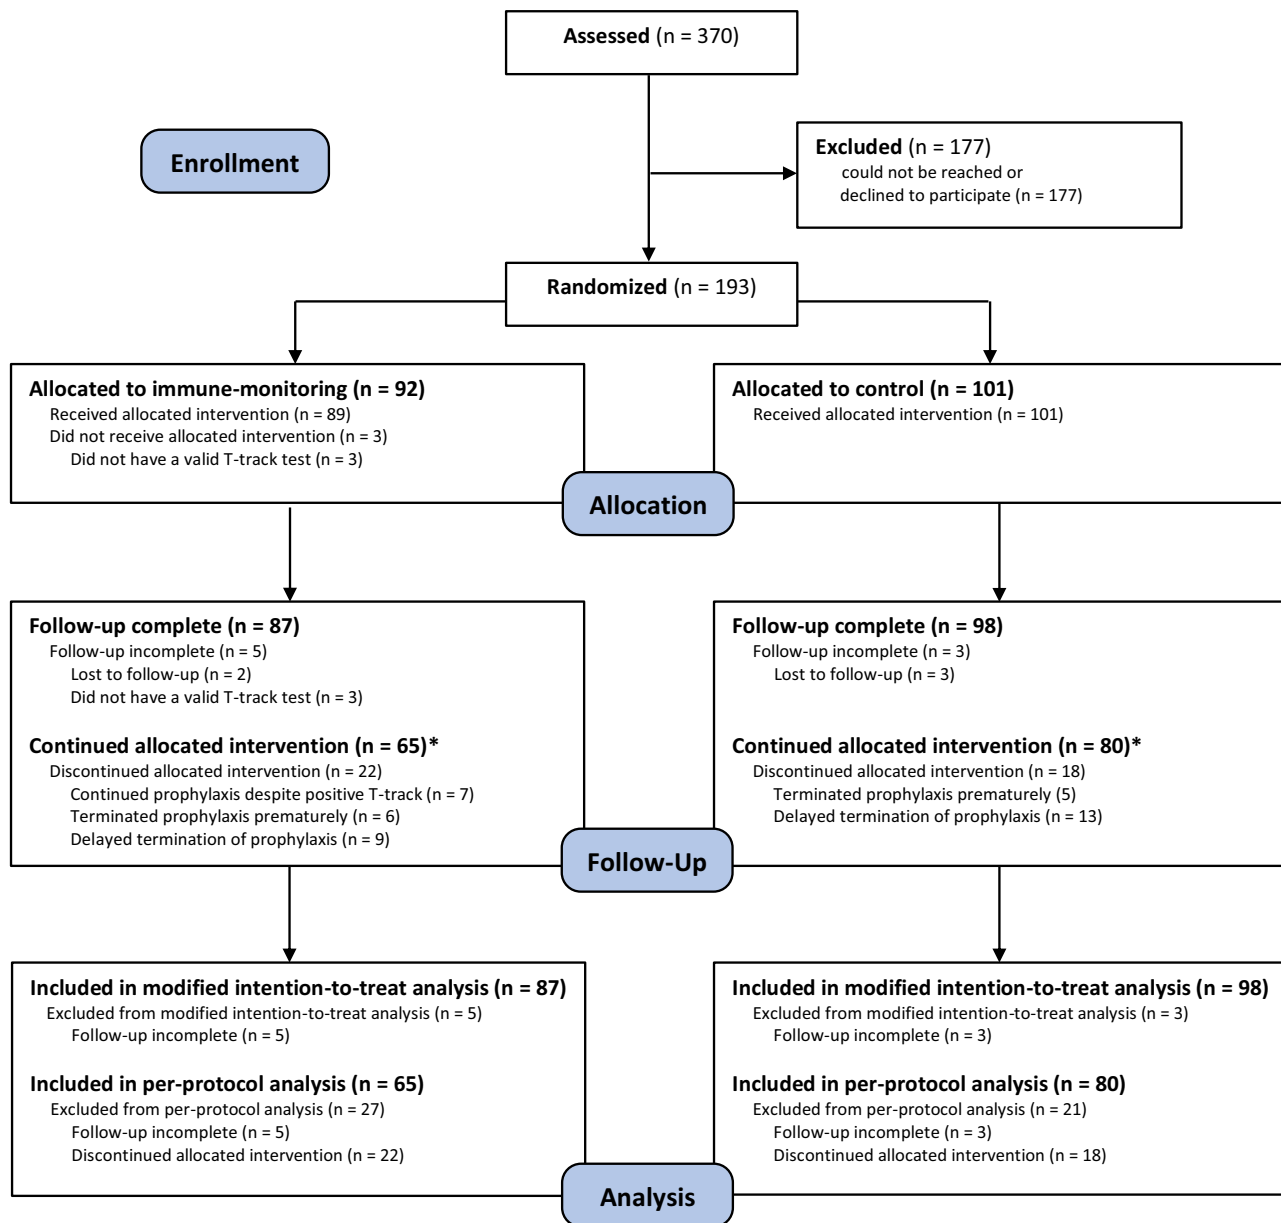 Assessed (n = 370)
Enrollment
Excluded (n = 177)
could not be reached or
declined to participate (n = 177)
Randomized (n = 193)
Allocated to immune-monitoring (n = 92)
Received allocated intervention (n = 89)
Did not receive allocated intervention (n = 3)
Did not have a valid T-track test (n = 3)
Allocated to control (n = 101)
Received allocated intervention (n = 101)
Allocation
Follow-up complete (n = 87)
Follow-up incomplete (n = 5)
Lost to follow-up (n = 2)
Did not have a valid T-track test (n = 3)
Continued allocated intervention (n = 65)*
Discontinued allocated intervention (n = 22)
Continued prophylaxis despite positive T-track (n = 7)
Terminated prophylaxis prematurely (n = 6)
Delayed termination of prophylaxis (n = 9)
Follow-up complete (n = 98)
Follow-up incomplete (n = 3)
Lost to follow-up (n = 3)
Continued allocated intervention (n = 80)*
Discontinued allocated intervention (n = 18)
Terminated prophylaxis prematurely (5)
Delayed termination of prophylaxis (n = 13)
Follow-Up
Included in modified intention-to-treat analysis (n = 87)
Excluded from modified intention-to-treat analysis (n = 5)
Follow-up incomplete (n = 5)
Included in per-protocol analysis (n = 65)
Excluded from per-protocol analysis (n = 27)
Follow-up incomplete (n = 5)
Discontinued allocated intervention (n = 22)
Included in modified intention-to-treat analysis (n = 98)
Excluded from modified intention-to-treat analysis (n = 3)
Follow-up incomplete (n = 3)
Included in per-protocol analysis (n = 80)
Excluded from per-protocol analysis (n = 21)
Follow-up incomplete (n = 3)
Discontinued allocated intervention (n = 18)
Analysis